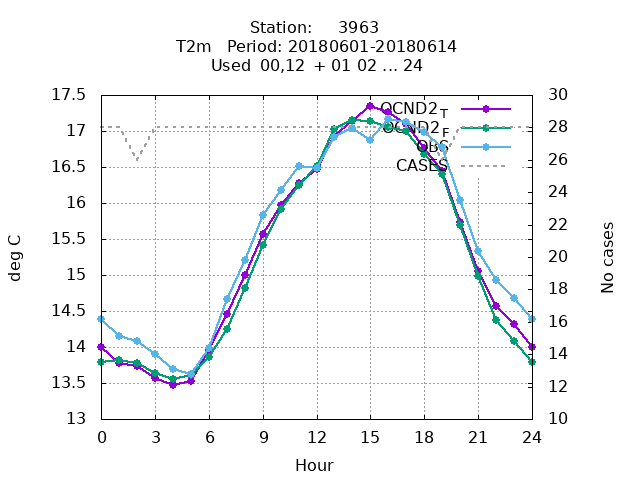 Station: 3963
T2m Period: 20180601-20180614
Used 00,12 + 01 02 ... 24
17.5
17
16.5
16
15.5
15
14.5
14
13.5
13
30
28
26
24
22
20
18
16
14
12
10
deg C
No cases
OCND2T
OCND2F
OBS
CASES
0 3 6 9 12 15 18 21 24
Hour